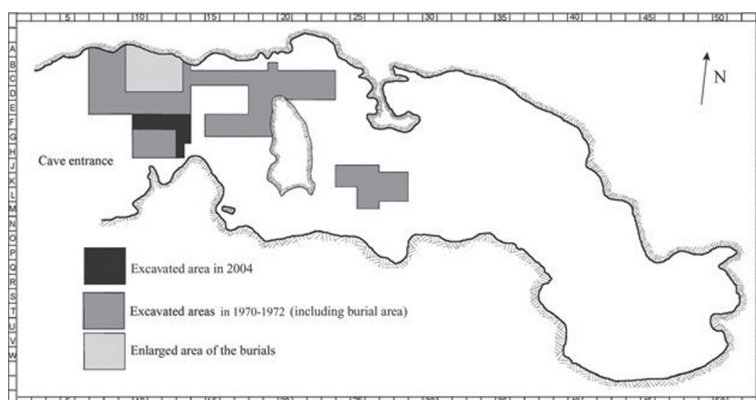 5 10 15 20 25 30 35 40 45 50
A
B
C
D
E
F
G
H
J
K
L
M
N
O
P
Q
R
S
T
U
V
W
N
Cave entrance
Excavated area in 2004
Excavated areas in 1970-1972 (including burial area)
Enlarged area of the burials